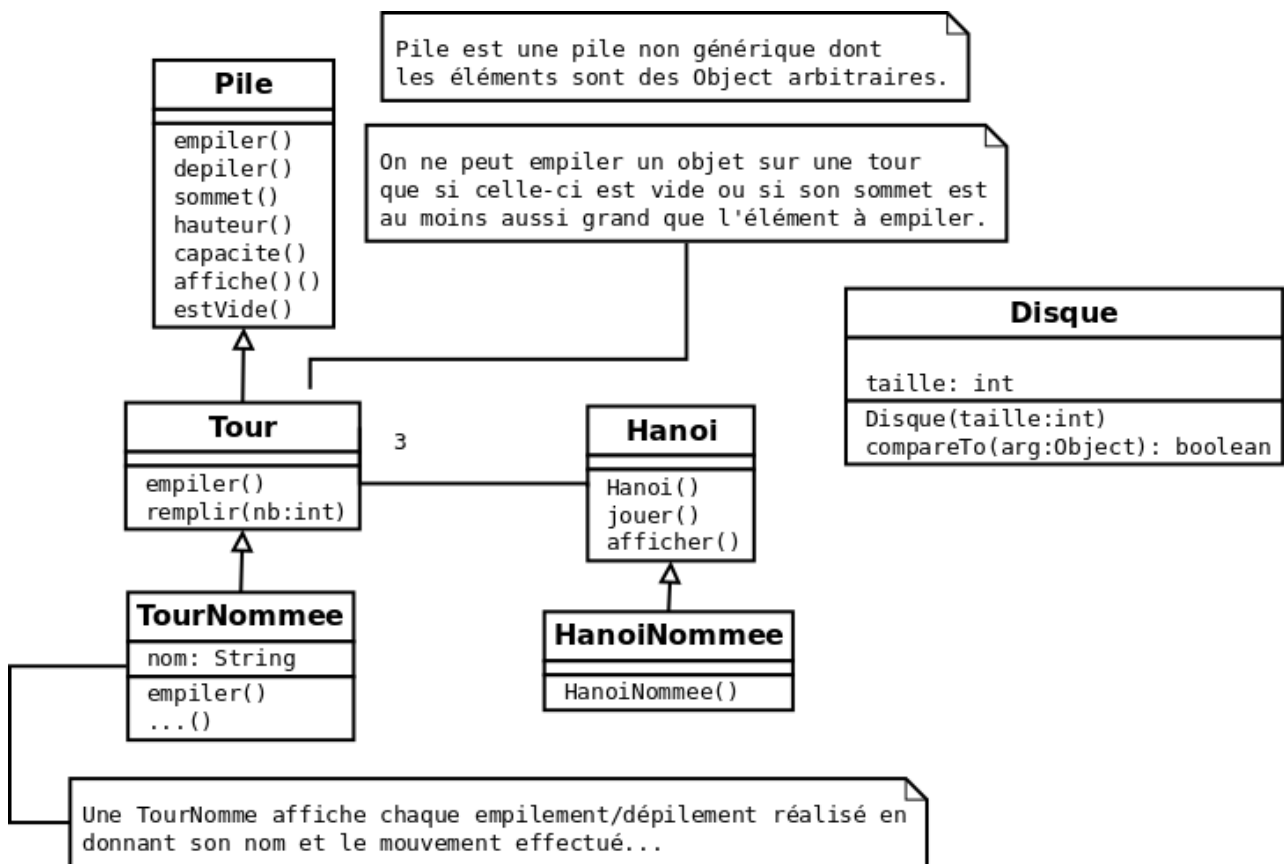 Pile est une pile non générique dont
les éléments sont des Object arbitraires.
Pile
empiler()
depiler()
sommet()
hauteur()
capacite()
affiche()()
estVide()
On ne peut empiler un objet sur une tour
que si celle-ci est vide ou si son sommet est
au moins aussi grand que l'élément à empiler.
Disque
taille: int
Disque(taille:int)
compareTo(arg:Object): boolean
Tour
empiler()
remplir(nb:int)
3
Hanoi
Hanoi()
jouer()
afficher()
TourNommee
nom: String
empiler()
...()
HanoiNommee
HanoiNommee()
Une TourNomme affiche chaque empilement/dépilement réalisé en
donnant son nom et le mouvement effectué...